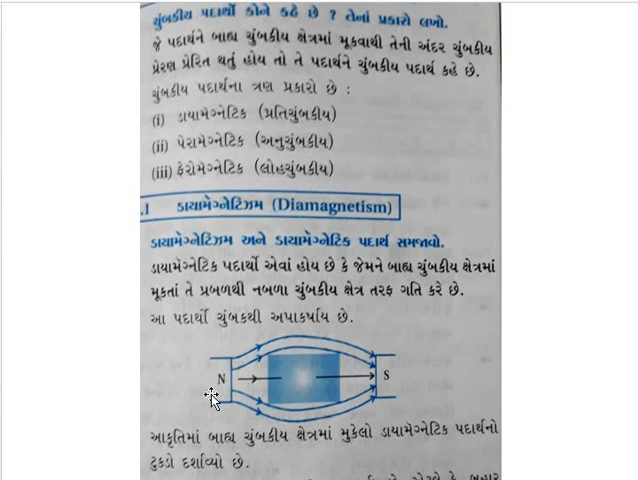 ચુંબકીય પદાર્થો કોને કહે છે ? તેનાં પ્રકારો લખો.
જે પદાર્થને બાહ્ય ચુંબકીય ક્ષેત્રમાં મૂકવાથી તેની અંદર ચુંબકીય
પ્રેરણ પ્રેરિત થતું હોય તો તે પદાર્થને ચુંબકીય પદાર્થ કહે છે.
ચુંબકીય પદાર્થના ત્રણ પ્રકારો છે :
(i) ડાયામૅગ્નેટિક (પ્રતિચુંબકીય)
(ii) પેરામૅગ્નેટિક (અનુચુંબકીય)
(iii) ફેરોમૅગ્નેટિક (લોહચુંબકીય)
.1 ડાયામૅગ્નેટિઝમ (Diamagnetism)
ડાયામૅગ્નેટિઝમ અને ડાયામૅગ્નેટિક પદાર્થ સમજાવો.
ડાયામૅગ્નેટિક પદાર્થો એવાં હોય છે કે જેમને બાહ્ય ચુંબકીય ક્ષેત્રમાં
મૂકતાં તે પ્રબળથી નબળા ચુંબકીય ક્ષેત્ર તરફ ગતિ કરે છે.
આ પદાર્થો ચુંબકથી અપાકર્ષાય છે.
N S
આકૃતિમાં બાહ્ય ચુંબકીય ક્ષેત્રમાં મુકેલો ડાયામૅગ્નેટિક પદાર્થનો
ટુકડો દર્શાવ્યો છે.